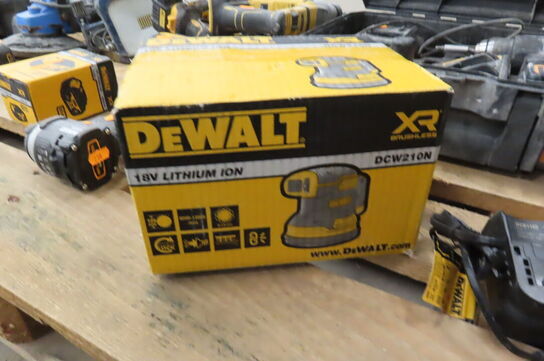 DEWALT
XR
BRUSHLESS
18V LITHIUM ION
DCW210N
www.DEWALT.com
DEWALT